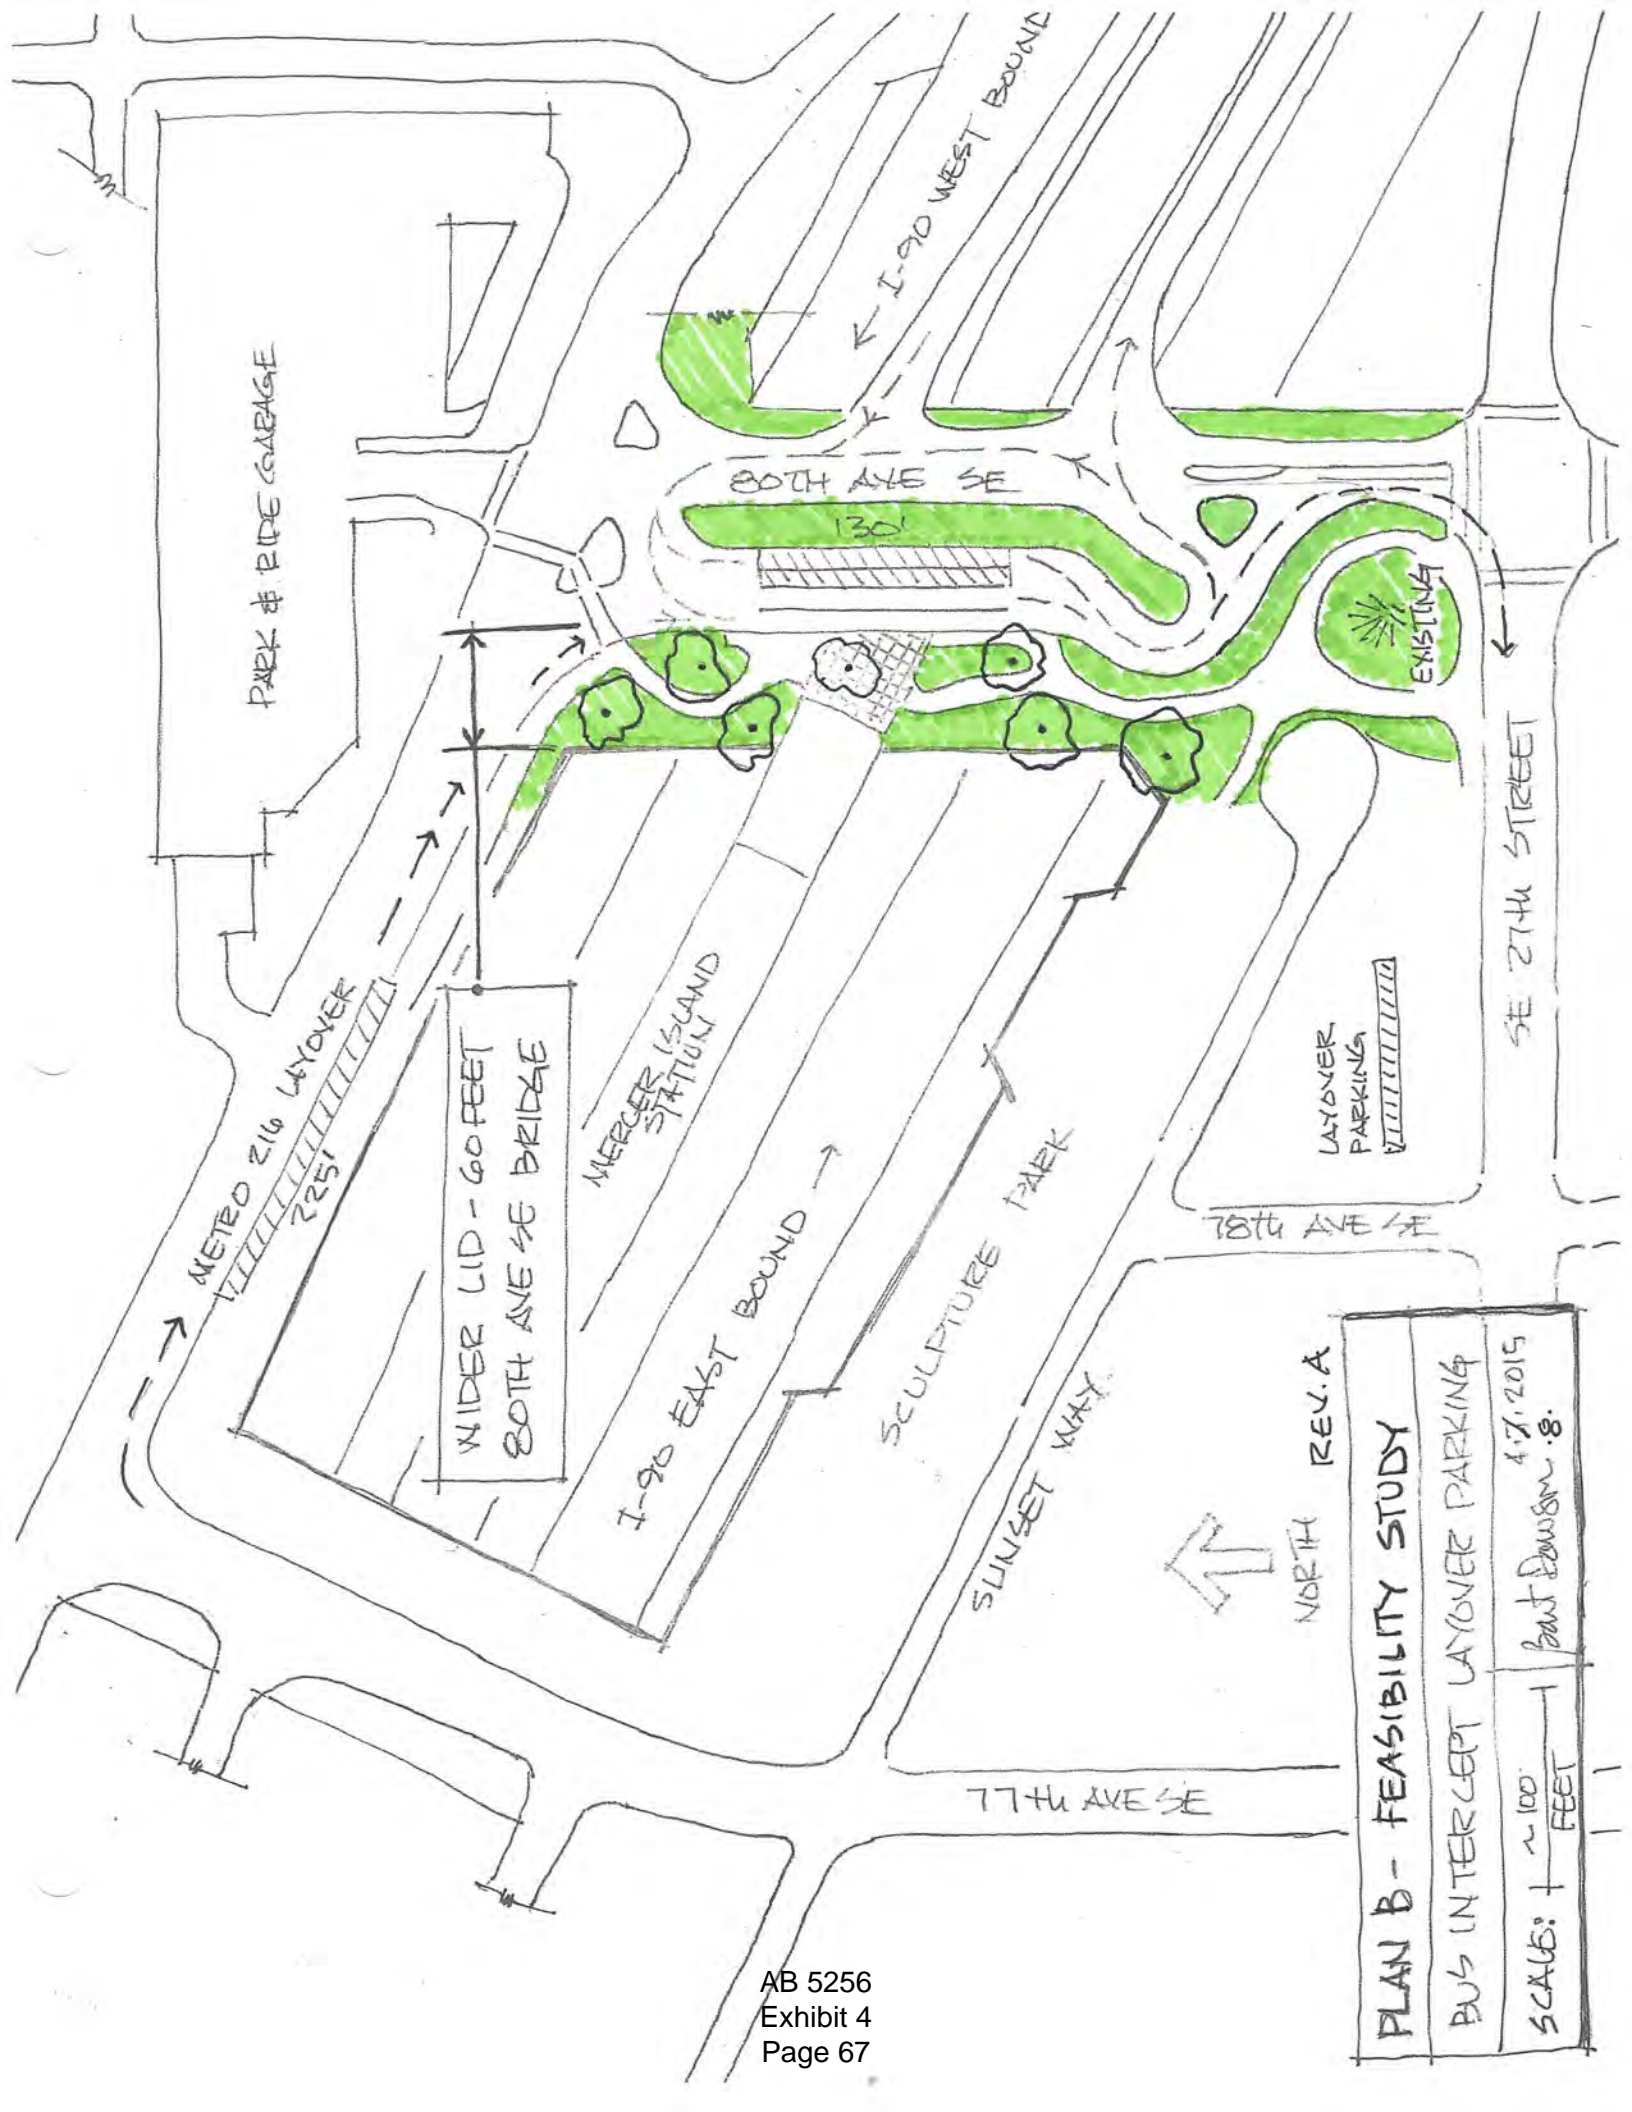 PARK & RIDE GARAGE
I-90 WEST BOUND
80TH AVE SE
130'
EXISTING
METRO 216 LAYOVER
225'
WIDER LID - 60 FEET
80TH AVE SE BRIDGE
MERCER ISLAND
STATION
I-90 EAST BOUND
SCULPTURE PARK
SUNSET WAY
SE 27th STREET
LAYOVER
PARKING
78th AVE SE
77th AVE SE
NORTH
REV. A
PLAN B - FEASIBILITY STUDY
BUS INTERCEPT LAYOVER PARKING
SCALE: ~100
FEET
AB 5256
Exhibit 4
Page 67